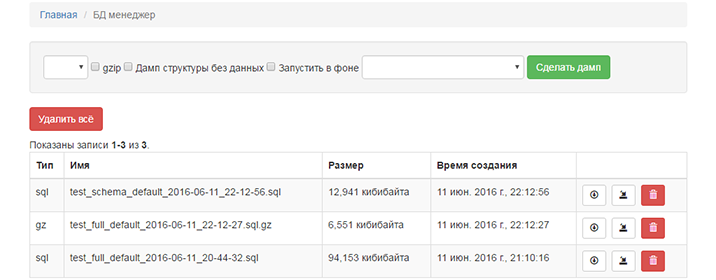 Главная / БД менеджер
gzip Дамп структуры без данных Запустить в фоне Сделать дамп
Удалить всё
Показаны записи 1-3 из 3.
Тип Имя Размер Время создания
sql test_schema_default_2016-06-11_22-12-56.sql 12,941 кибибайта 11 июн. 2016 г., 22:12:56
gz test_full_default_2016-06-11_22-12-27.sql.gz 6,551 кибибайта 11 июн. 2016 г., 22:12:27
sql test_full_default_2016-06-11_20-44-32.sql 94,153 кибибайта 11 июн. 2016 г., 21:10:16